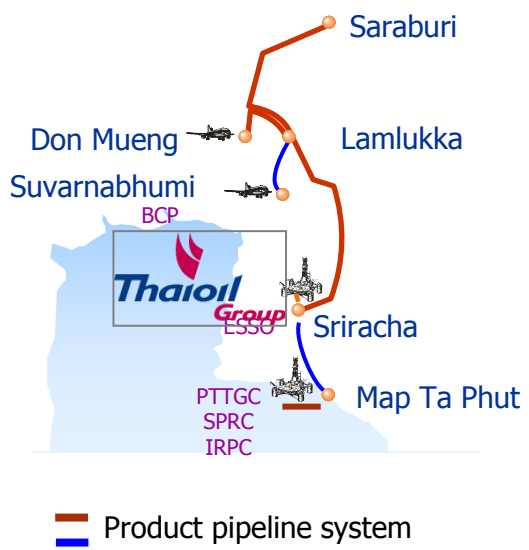 Saraburi
Don Mueng
Lamlukka
Suvarnabhumi
BCP
Thaioil
Group
ESSO
Sriracha
PTTGC
SPRC
IRPC
Map Ta Phut
Product pipeline system